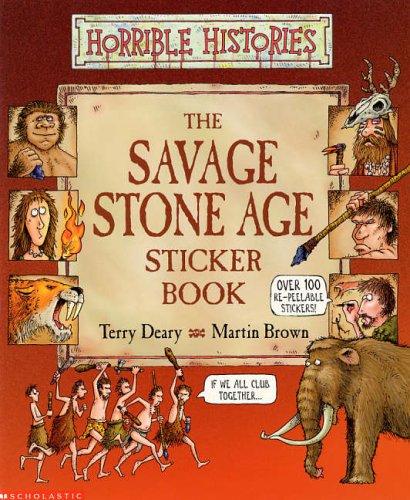 HORRIBLE HISTORIES
THE
SAVAGE
STONE AGE
STICKER
BOOK
OVER 100
RE-PEELABLE
STICKERS!
Terry Deary Martin Brown
IF WE ALL CLUB
TOGETHER...
SCHOLASTIC